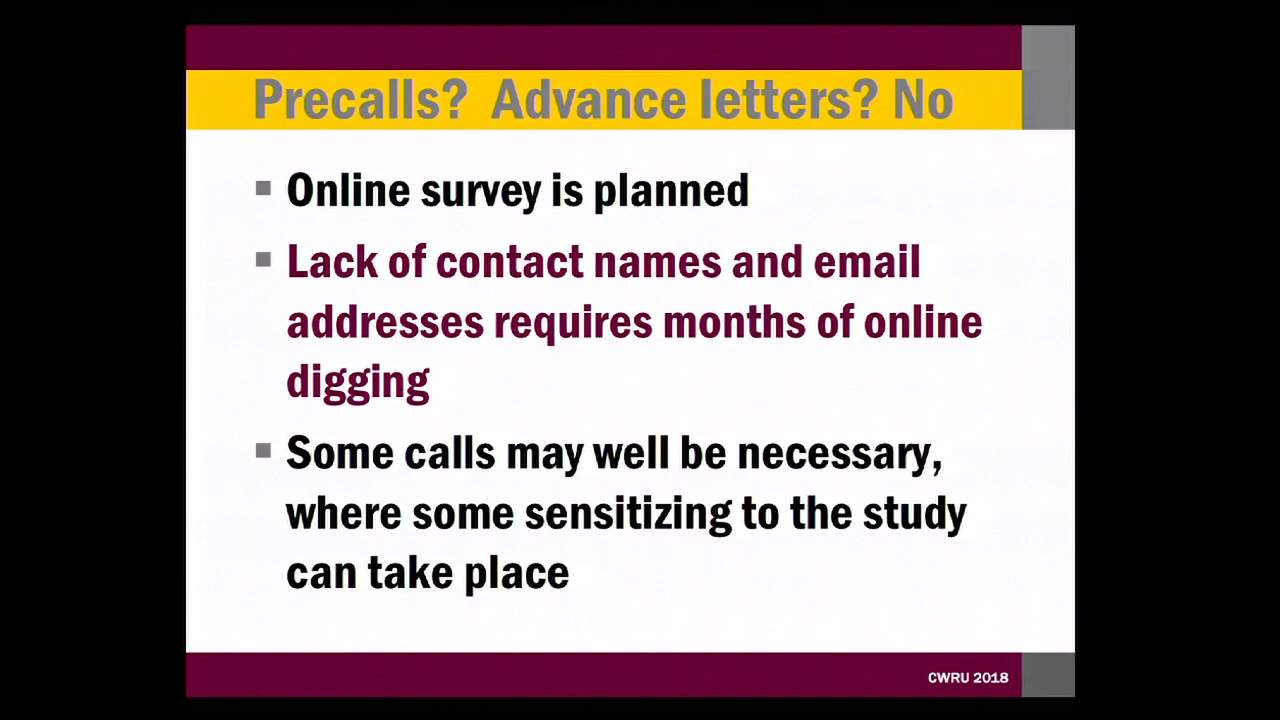 Precalls? Advance letters? No
Online survey is planned
Lack of contact names and email
addresses requires months of online
digging
Some calls may well be necessary,
where some sensitizing to the study
can take place
CWRU 2018